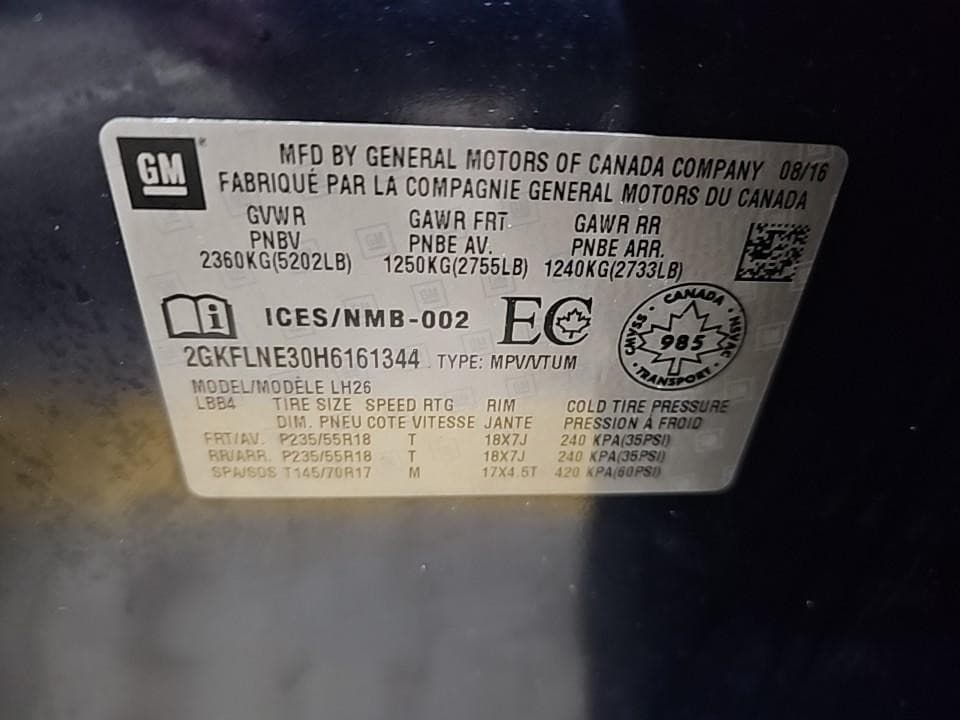 GM
MFD BY GENERAL MOTORS OF CANADA COMPANY 08/16
FABRIQUÉ PAR LA COMPAGNIE GENERAL MOTORS DU CANADA
GVWR GAWR FRT GAWR RR
PNBV PNBE AV. PNBE ARR.
2360KG(5202LB) 1250KG(2755LB) 1240KG(2733LB)
ICES/NMB-002 EC
CANADA
CMVSS 985 NSVAC
TRANSPORT
2GKFLNE30H6161344 TYPE: MPV/VTUM
MODEL/MODÈLE LH26
LBB4 TIRE SIZE SPEED RTG RIM COLD TIRE PRESSURE
DIM. PNEU COTE VITESSE JANTE PRESSION À FROID
FRT/AV. P235/55R18 T 18X7J 240 KPA(35PSI)
RR/ARR. P235/55R18 T 18X7J 240 KPA(35PSI)
SPA/SDS T145/70R17 M 17X4.5T 420 KPA(60PSI)